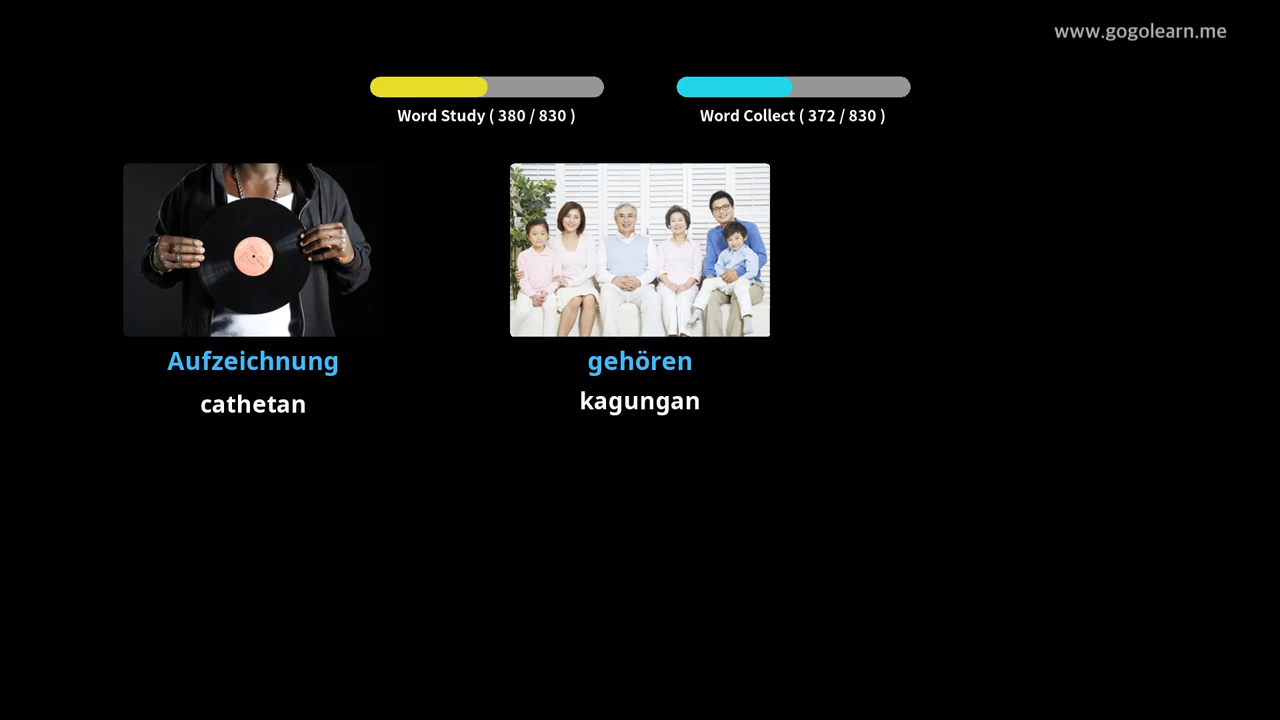 www.gogolearn.me
Word Study ( 380 / 830 )
Word Collect ( 372 / 830 )
Aufzeichnung
cathetan
gehören
kagungan